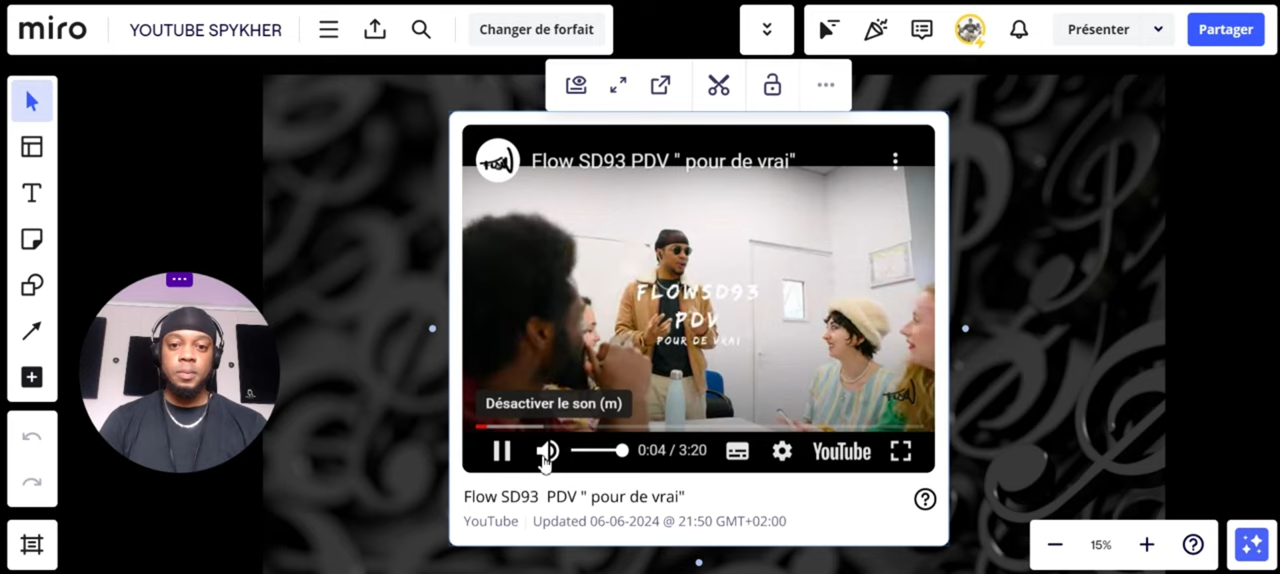 miro
YOUTUBE SPYKHER
Changer de forfait
Présenter
Partager
Flow SD93 PDV " pour de vrai"
FLOWSD93
PDV
POUR DE VRAI
Désactiver le son (m)
0:04 / 3:20
YouTube
Flow SD93 PDV " pour de vrai"
YouTube
Updated 06-06-2024 @ 21:50 GMT+02:00
15%